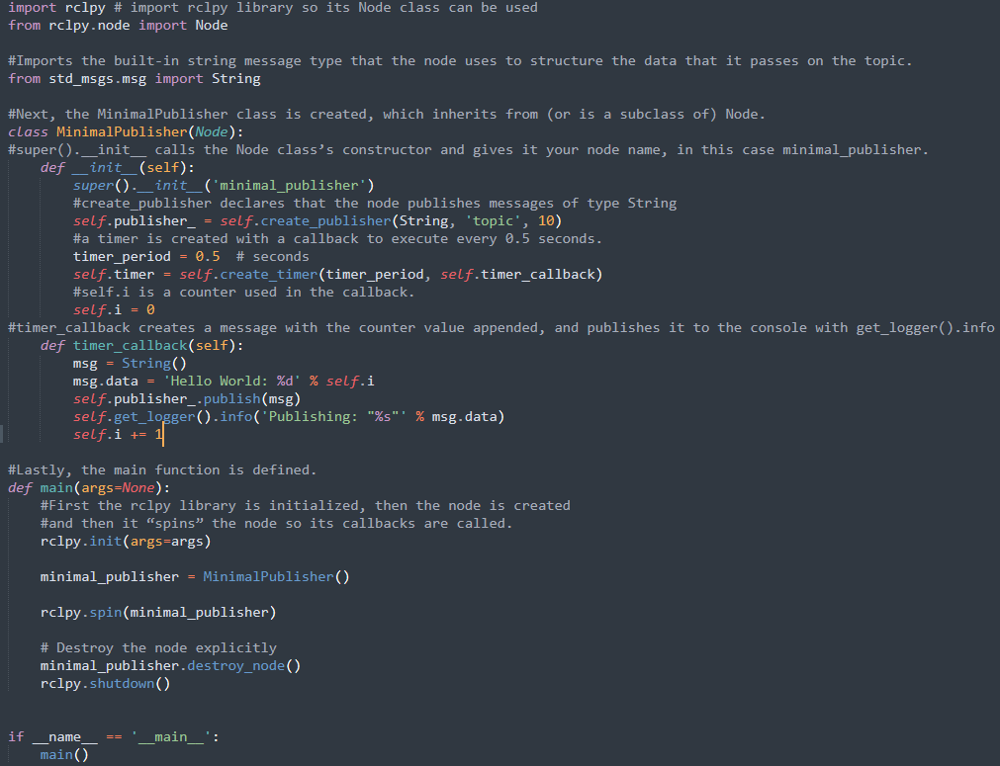 import rclpy # import rclpy library so its Node class can be used
from rclpy.node import Node

#Imports the built-in string message type that the node uses to structure the data that it passes on the topic.
from std_msgs.msg import String

#Next, the MinimalPublisher class is created, which inherits from (or is a subclass of) Node.
class MinimalPublisher(Node):
#super().__init__ calls the Node class’s constructor and gives it your node name, in this case minimal_publisher.
    def __init__(self):
        super().__init__('minimal_publisher')
        #create_publisher declares that the node publishes messages of type String
        self.publisher_ = self.create_publisher(String, 'topic', 10)
        #a timer is created with a callback to execute every 0.5 seconds.
        timer_period = 0.5  # seconds
        self.timer = self.create_timer(timer_period, self.timer_callback)
        #self.i is a counter used in the callback.
        self.i = 0
#timer_callback creates a message with the counter value appended, and publishes it to the console with get_logger().info
    def timer_callback(self):
        msg = String()
        msg.data = 'Hello World: %d' % self.i
        self.publisher_.publish(msg)
        self.get_logger().info('Publishing: "%s"' % msg.data)
        self.i += 1

#Lastly, the main function is defined.
def main(args=None):
    #First the rclpy library is initialized, then the node is created
    #and then it “spins” the node so its callbacks are called.
    rclpy.init(args=args)

    minimal_publisher = MinimalPublisher()

    rclpy.spin(minimal_publisher)

    # Destroy the node explicitly
    minimal_publisher.destroy_node()
    rclpy.shutdown()


if __name__ == '__main__':
    main()